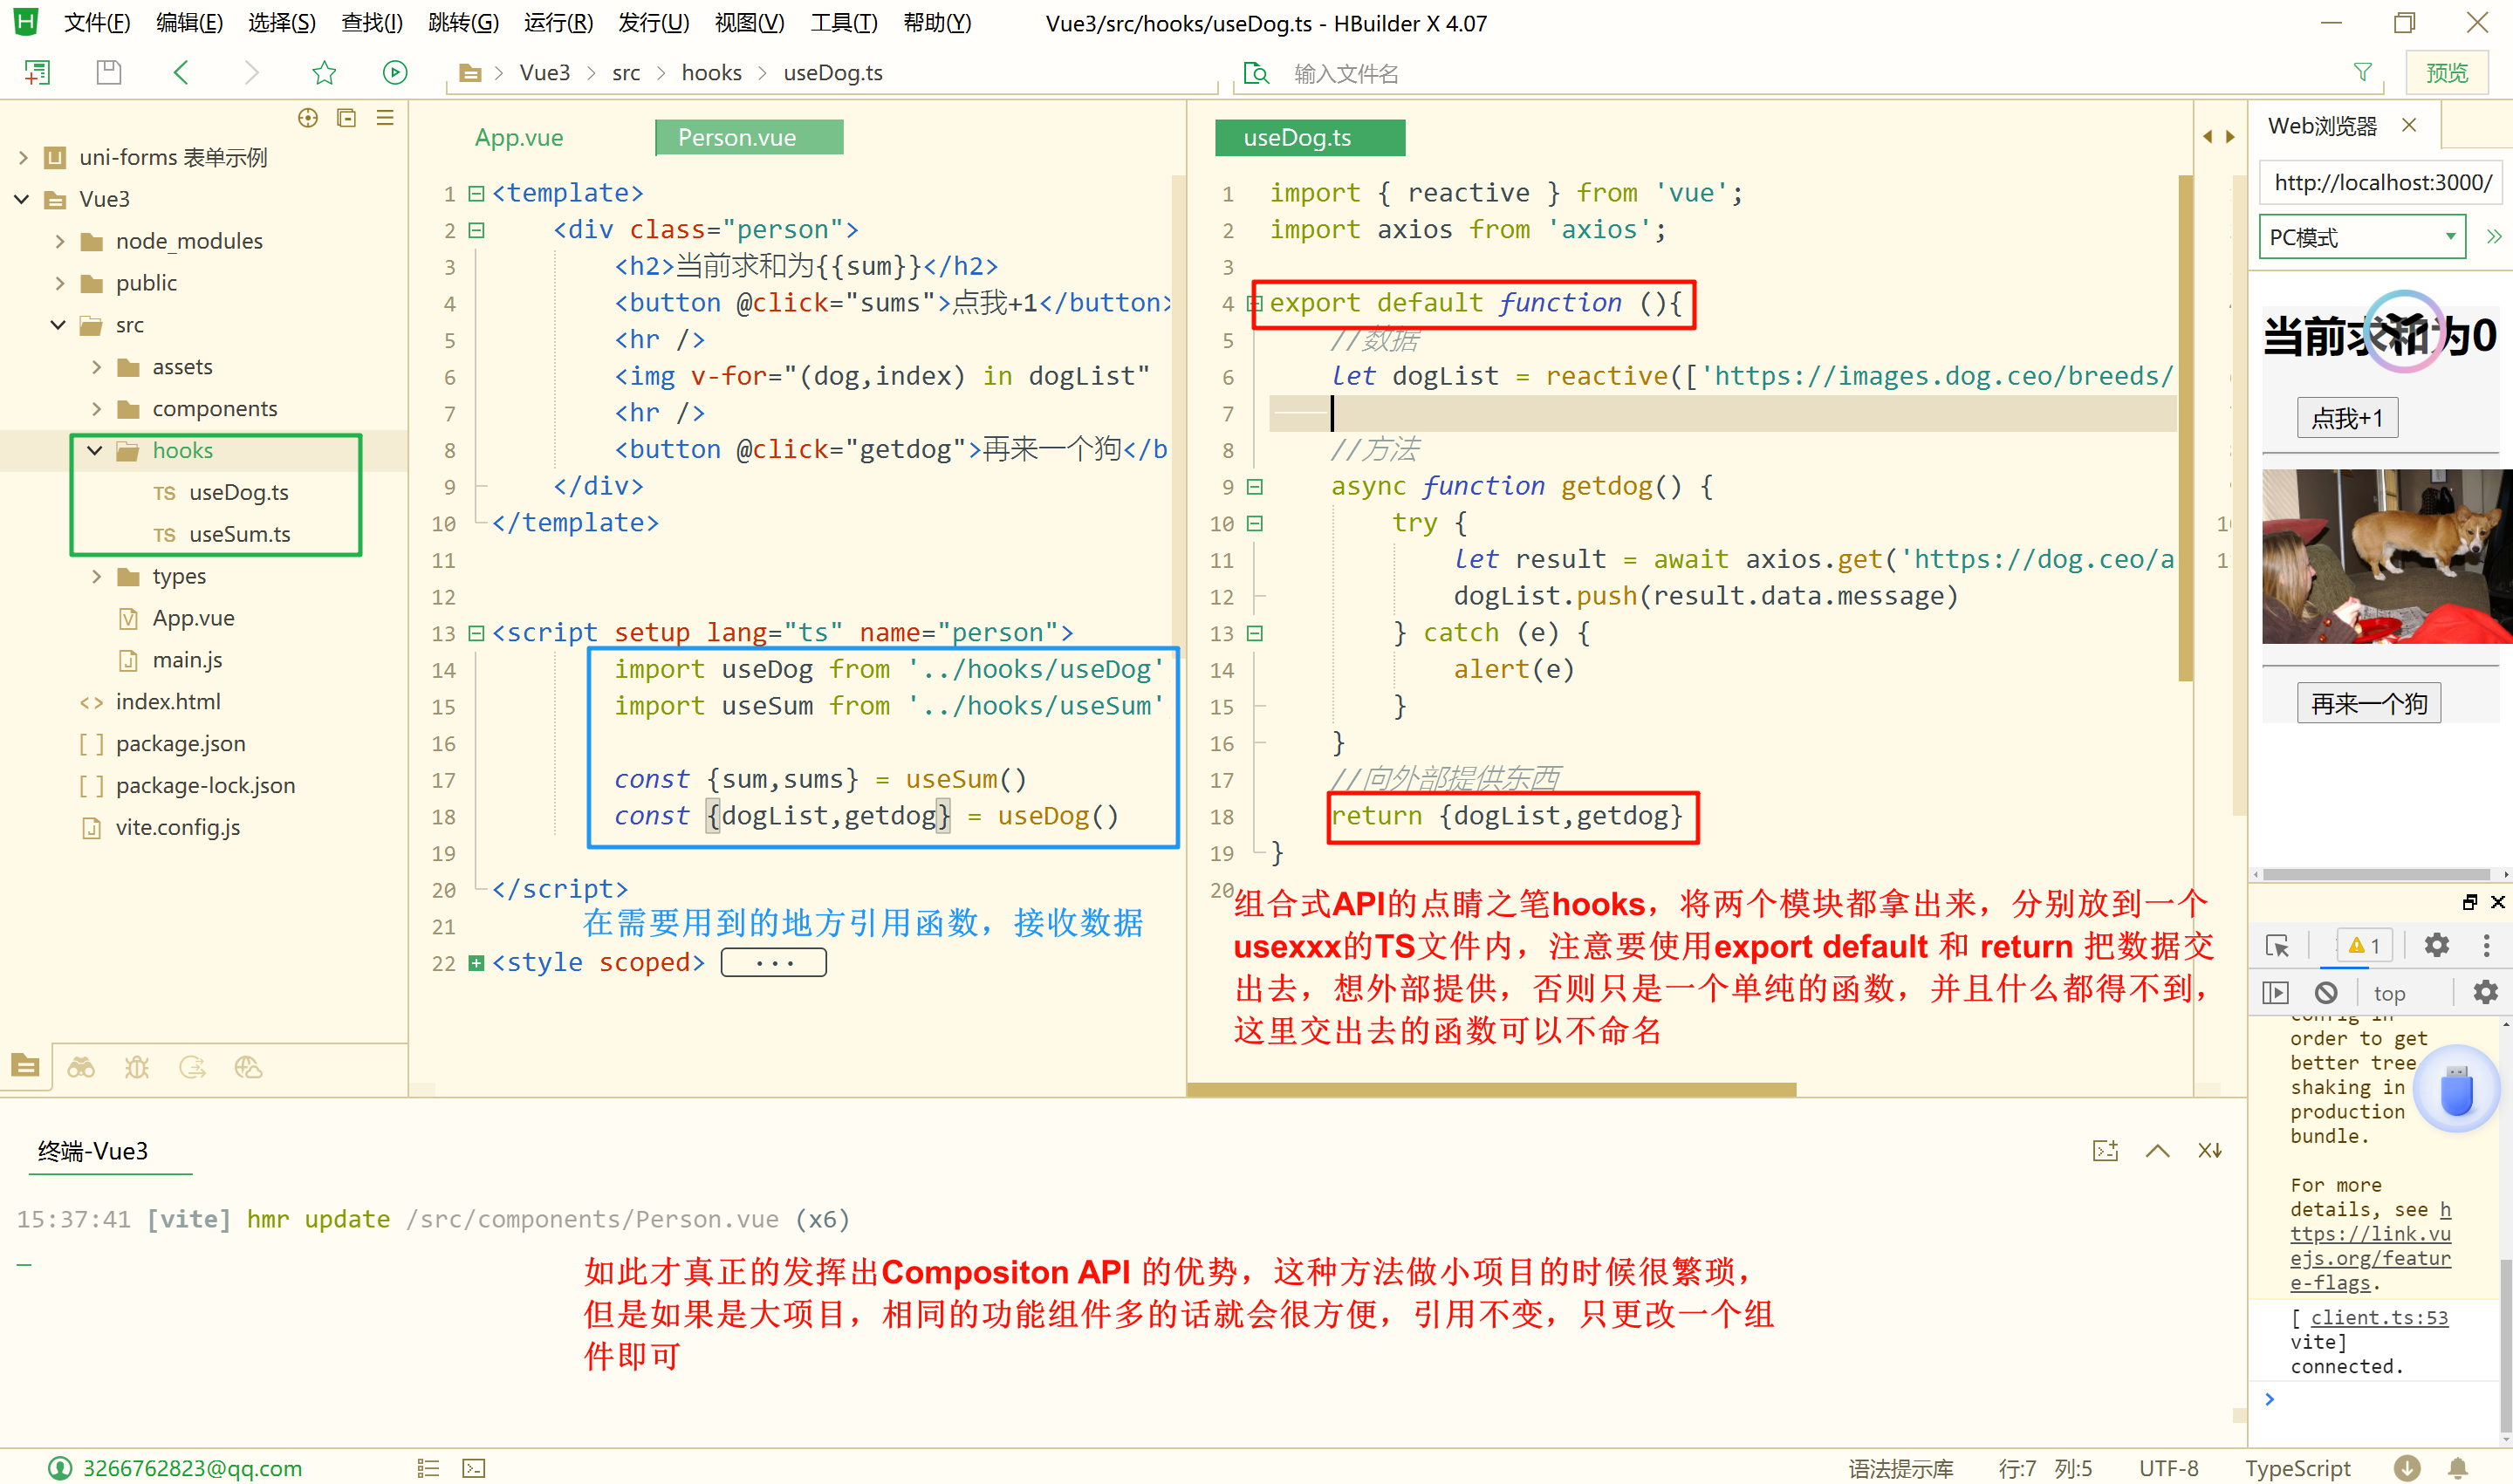 文件(F) 编辑(E) 选择(S) 查找(I) 跳转(G) 运行(R) 发行(U) 视图(V) 工具(T) 帮助(Y) Vue3/src/hooks/useDog.ts - HBuilder X 4.07
Vue3 src hooks useDog.ts 输入文件名 预览
uni-forms 表单示例
Vue3
node_modules
public
src
assets
components
hooks
TS useDog.ts
TS useSum.ts
types
App.vue
main.js
index.html
package.json
package-lock.json
vite.config.js
App.vue Person.vue
1 <template>
2 <div class="person">
3 <h2>当前求和为{{sum}}</h2>
4 <button @click="sums">点我+1</button>
5 <hr />
6 <img v-for="(dog,index) in dogList"
7 <hr />
8 <button @click="getdog">再来一个狗</b
9 </div>
10 </template>
11
12
13 <script setup lang="ts" name="person">
14 import useDog from '../hooks/useDog'
15 import useSum from '../hooks/useSum'
16
17 const {sum,sums} = useSum()
18 const {dogList,getdog} = useDog()
19
20 </script>
21
22 <style scoped> ...
在需要用到的地方引用函数，接收数据
useDog.ts
1 import { reactive } from 'vue';
2 import axios from 'axios';
3
4 export default function (){
5 //数据
6 let dogList = reactive(['https://images.dog.ceo/breeds/
7
8 //方法
9 async function getdog() {
10 try {
11 let result = await axios.get('https://dog.ceo/a
12 dogList.push(result.data.message)
13 } catch (e) {
14 alert(e)
15 }
16 }
17 //向外部提供东西
18 return {dogList,getdog}
19 }
20
组合式API的点睛之笔hooks，将两个模块都拿出来，分别放到一个
usexxx的TS文件内，注意要使用export default 和 return 把数据交
出去，想外部提供，否则只是一个单纯的函数，并且什么都得不到，
这里交出去的函数可以不命名
Web浏览器
http://localhost:3000/
PC模式
当前求和为0
点我+1
再来一个狗
1
top
config in
order to get
better tree
shaking in
production
bundle.
For more
details, see h
ttps://link.vu
ejs.org/featur
e-flags.
[ client.ts:53
vite]
connected.
终端-Vue3
15:37:41 [vite] hmr update /src/components/Person.vue (x6)
如此才真正的发挥出Compositon API 的优势，这种方法做小项目的时候很繁琐，
但是如果是大项目，相同的功能组件多的话就会很方便，引用不变，只更改一个组
件即可
3266762823@qq.com 语法提示库 行:7 列:5 UTF-8 TypeScript